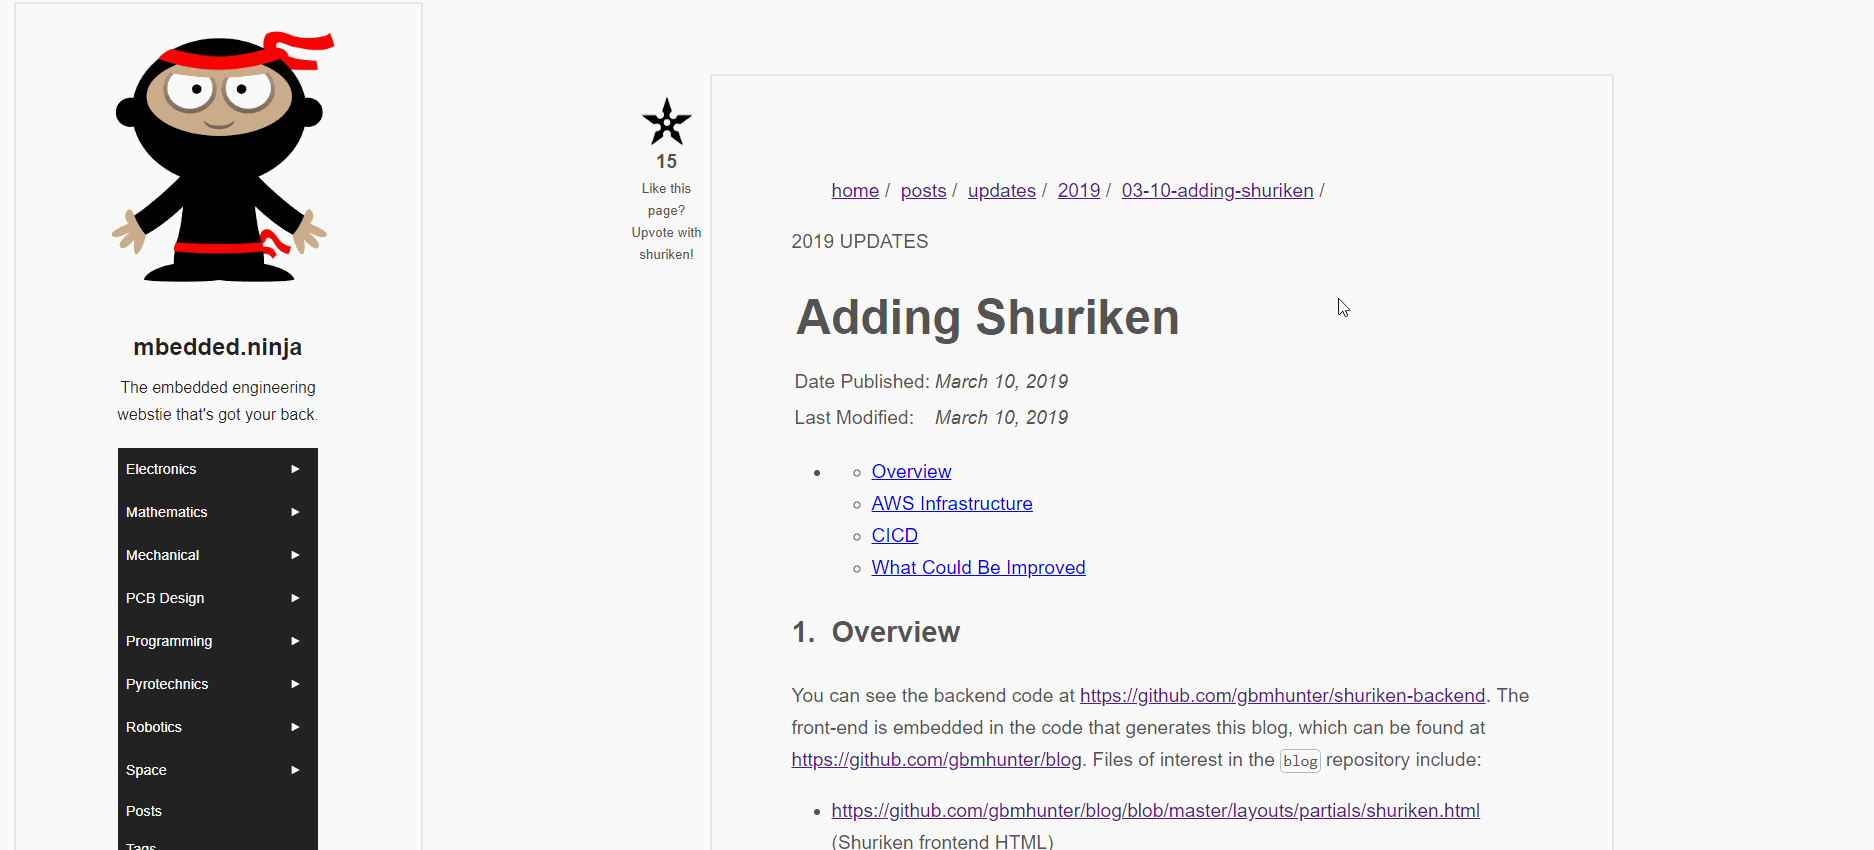 mbedded.ninja
The embedded engineering
webstie that's got your back.
Electronics
Mathematics
Mechanical
PCB Design
Programming
Pyrotechnics
Robotics
Space
Posts
Tags
15
Like this
page?
Upvote with
shuriken!
home / posts / updates / 2019 / 03-10-adding-shuriken /
2019 UPDATES
Adding Shuriken
Date Published: March 10, 2019
Last Modified: March 10, 2019
Overview
AWS Infrastructure
CICD
What Could Be Improved
1. Overview
You can see the backend code at https://github.com/gbmhunter/shuriken-backend. The
front-end is embedded in the code that generates this blog, which can be found at
https://github.com/gbmhunter/blog. Files of interest in the blog repository include:
https://github.com/gbmhunter/blog/blob/master/layouts/partials/shuriken.html
(Shuriken frontend HTML)